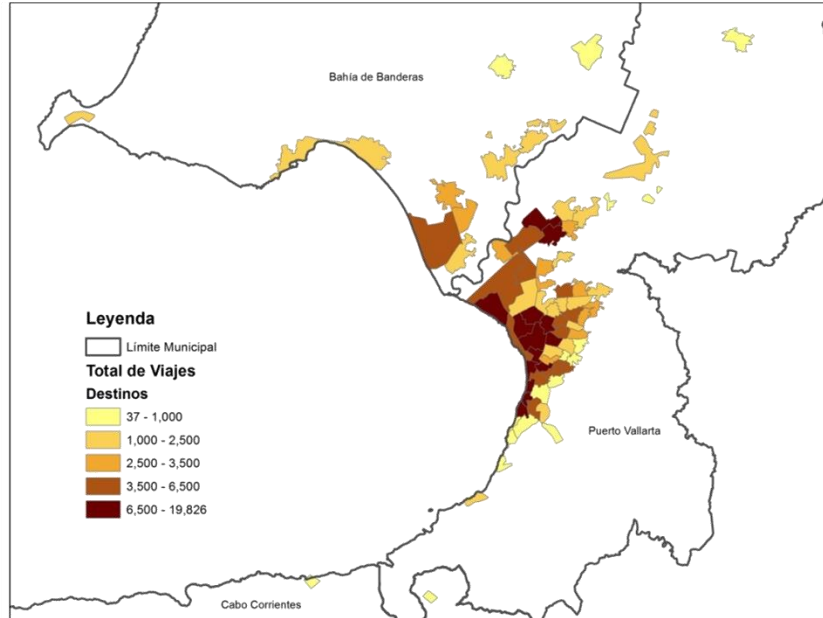 Bahía de Banderas
Leyenda
Límite Municipal
Total de Viajes
Destinos
37 - 1,000
1,000 - 2,500
2,500 - 3,500
3,500 - 6,500
6,500 - 19,826
Puerto Vallarta
Cabo Corrientes